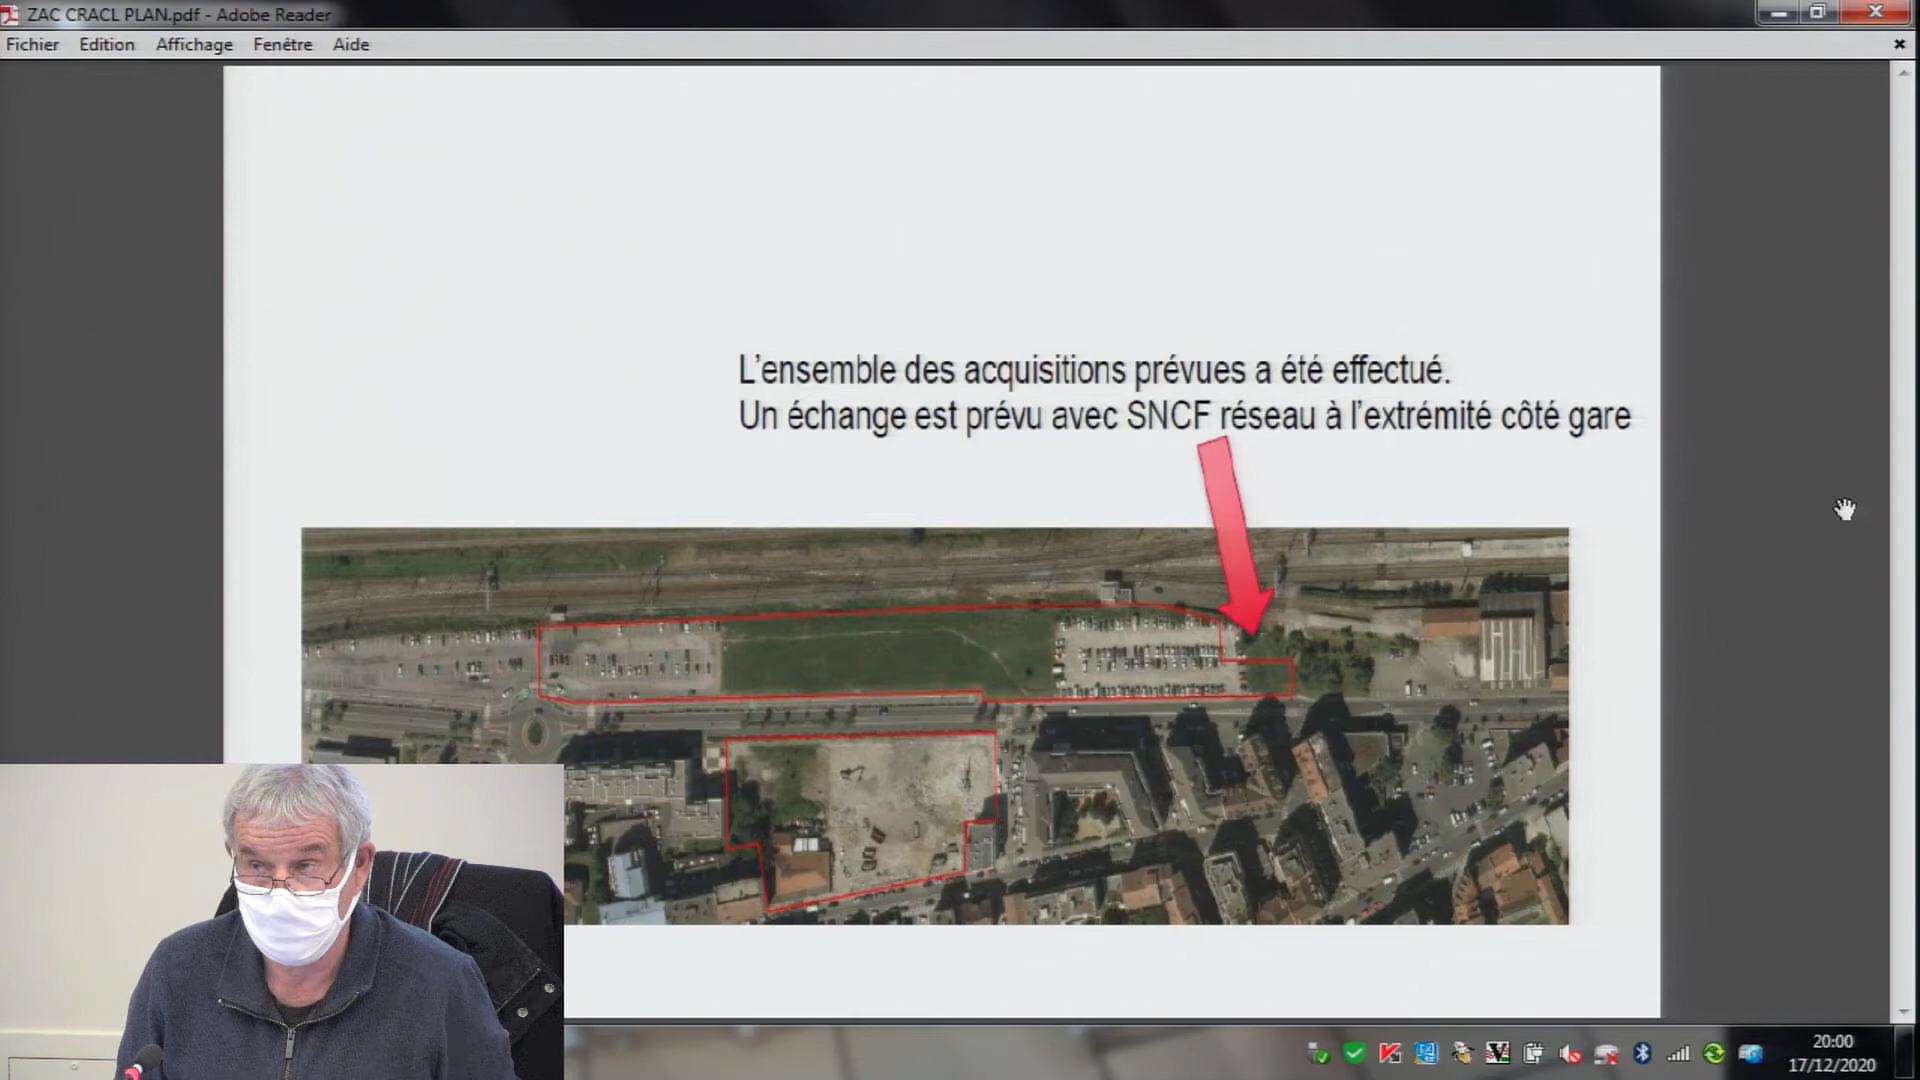 ZAC CRACL PLAN.pdf - Adobe Reader
Fichier Edition Affichage Fenêtre Aide
L'ensemble des acquisitions prévues a été effectué.
Un échange est prévu avec SNCF réseau à l'extrémité côté gare
20:00
17/12/2020